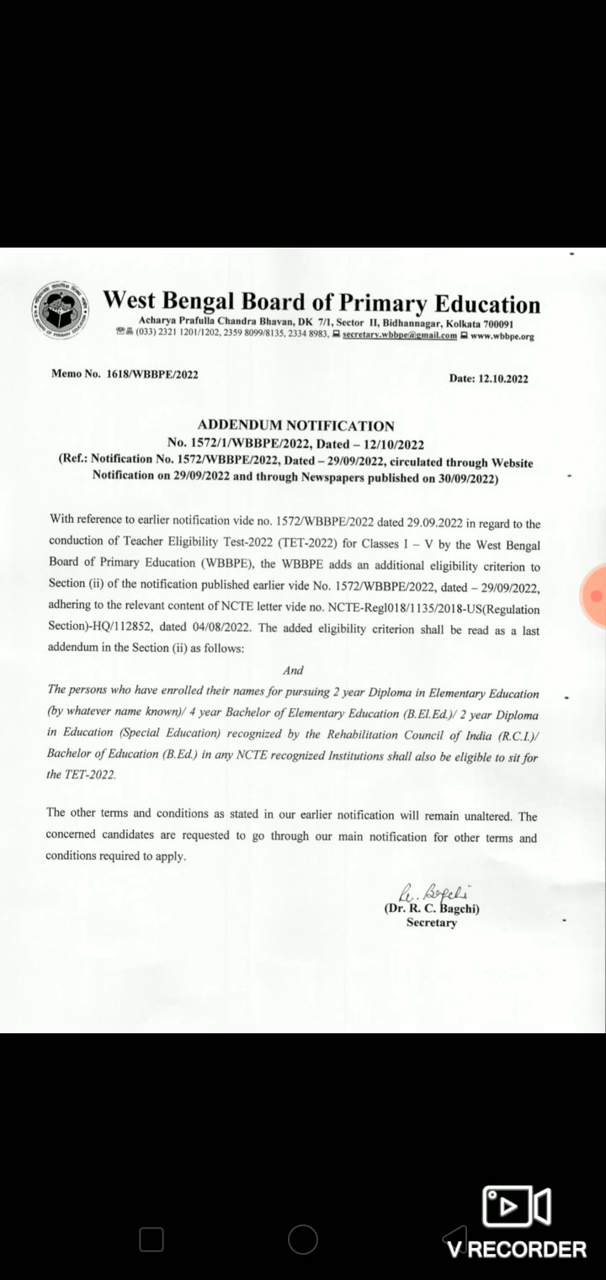 West Bengal Board of Primary Education
Acharya Prafulla Chandra Bhavan, DK 7/1, Sector II, Bidhannagar, Kolkata 700091
(033) 2321 1201/1202, 2359 8099/8135, 2334 8983, secretary.wbbpe@gmail.com www.wbbpe.org
Memo No. 1618/WBBPE/2022 Date: 12.10.2022
ADDENDUM NOTIFICATION
No. 1572/1/WBBPE/2022, Dated – 12/10/2022
(Ref.: Notification No. 1572/WBBPE/2022, Dated – 29/09/2022, circulated through Website
Notification on 29/09/2022 and through Newspapers published on 30/09/2022)
With reference to earlier notification vide no. 1572/WBBPE/2022 dated 29.09.2022 in regard to the
conduction of Teacher Eligibility Test-2022 (TET-2022) for Classes I – V by the West Bengal
Board of Primary Education (WBBPE), the WBBPE adds an additional eligibility criterion to
Section (ii) of the notification published earlier vide No. 1572/WBBPE/2022, dated – 29/09/2022,
adhering to the relevant content of NCTE letter vide no. NCTE-Regl018/1135/2018-US(Regulation
Section)-HQ/112852, dated 04/08/2022. The added eligibility criterion shall be read as a last
addendum in the Section (ii) as follows:
And
The persons who have enrolled their names for pursuing 2 year Diploma in Elementary Education
(by whatever name known)/ 4 year Bachelor of Elementary Education (B.El.Ed.)/ 2 year Diploma
in Education (Special Education) recognized by the Rehabilitation Council of India (R.C.I.)/
Bachelor of Education (B.Ed.) in any NCTE recognized Institutions shall also be eligible to sit for
the TET-2022.
The other terms and conditions as stated in our earlier notification will remain unaltered. The
concerned candidates are requested to go through our main notification for other terms and
conditions required to apply.
(Dr. R. C. Bagchi)
Secretary
V RECORDER